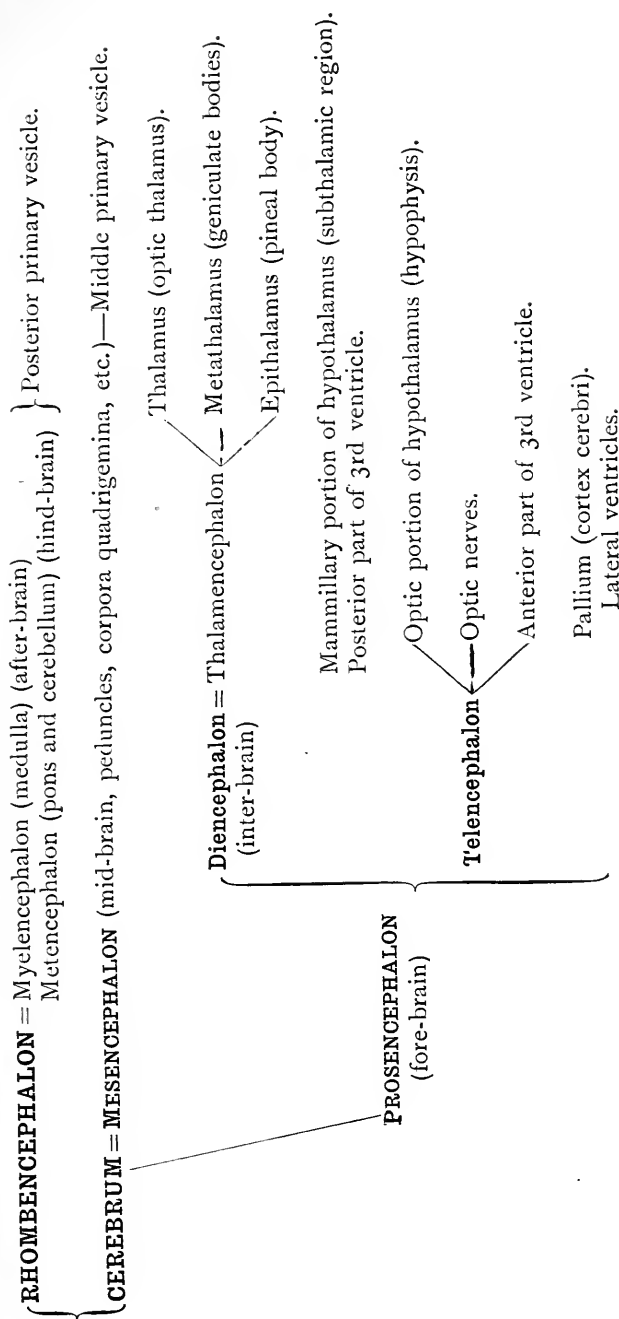 RHOMBENCEPHALON = Myelencephalon (medulla) (after-brain)
Metencephalon (pons and cerebellum) (hind-brain) } Posterior primary vesicle.
CEREBRUM = MESENCEPHALON (mid-brain, peduncles, corpora quadrigemina, etc.)—Middle primary vesicle.
Thalamus (optic thalamus).
Diencephalon = Thalamencephalon — Metathalamus (geniculate bodies).
(inter-brain)
Epithalamus (pineal body).
Mammillary portion of hypothalamus (subthalamic region).
Posterior part of 3rd ventricle.
PROSENCEPHALON
(fore-brain)
Optic portion of hypothalamus (hypophysis).
Telencephalon — Optic nerves.
Anterior part of 3rd ventricle.
Pallium (cortex cerebri).
Lateral ventricles.